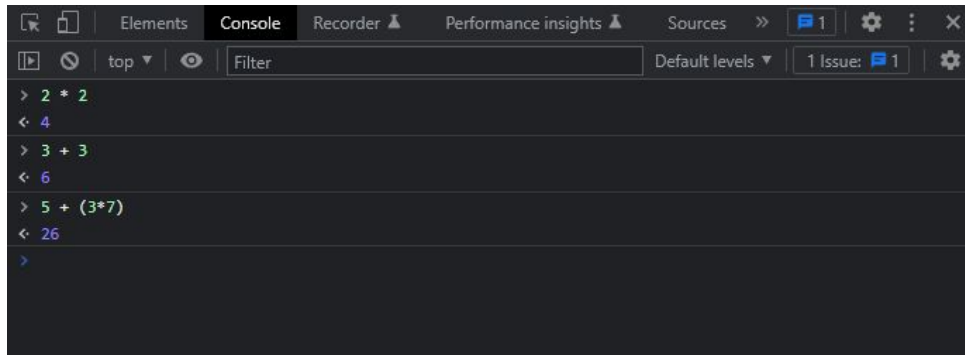 Elements Console Recorder Performance insights Sources » 1
top ▼ Filter Default levels ▼ 1 Issue: 1
> 2 * 2
4
> 3 + 3
6
> 5 + (3*7)
26
>